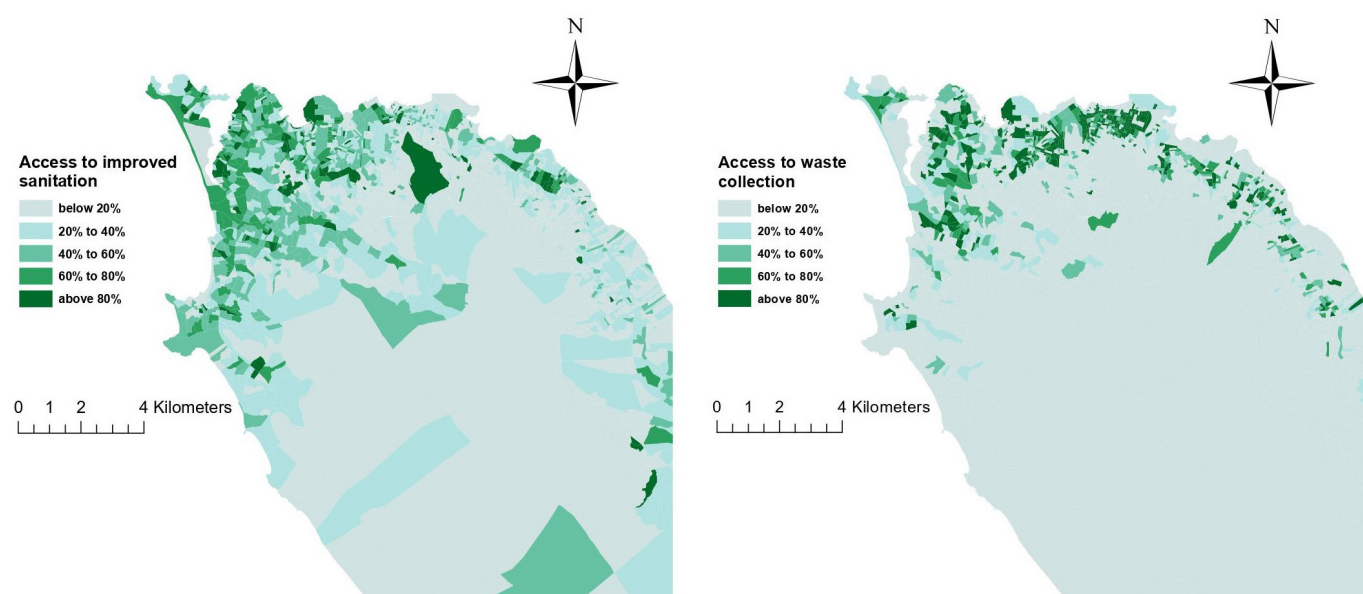 N
Access to improved
sanitation
below 20%
20% to 40%
40% to 60%
60% to 80%
above 80%
0 1 2 4 Kilometers
N
Access to waste
collection
below 20%
20% to 40%
40% to 60%
60% to 80%
above 80%
0 1 2 4 Kilometers